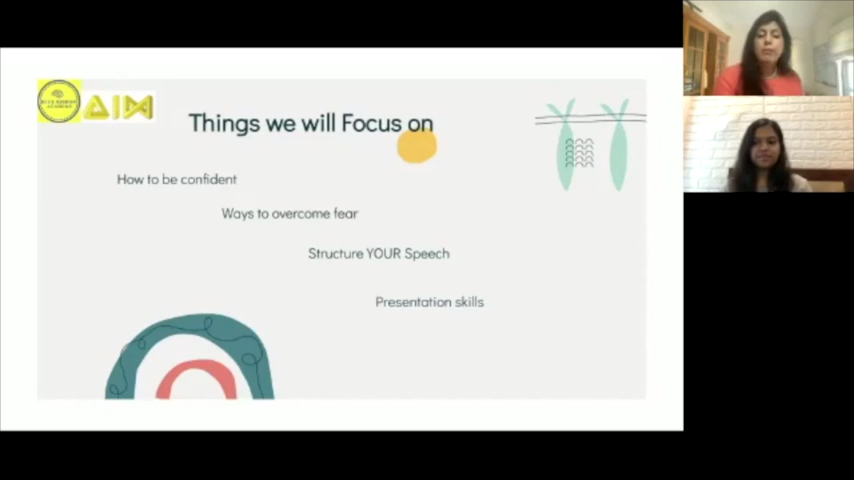 AIM
Things we will Focus on
How to be confident
Ways to overcome fear
Structure YOUR Speech
Presentation skills